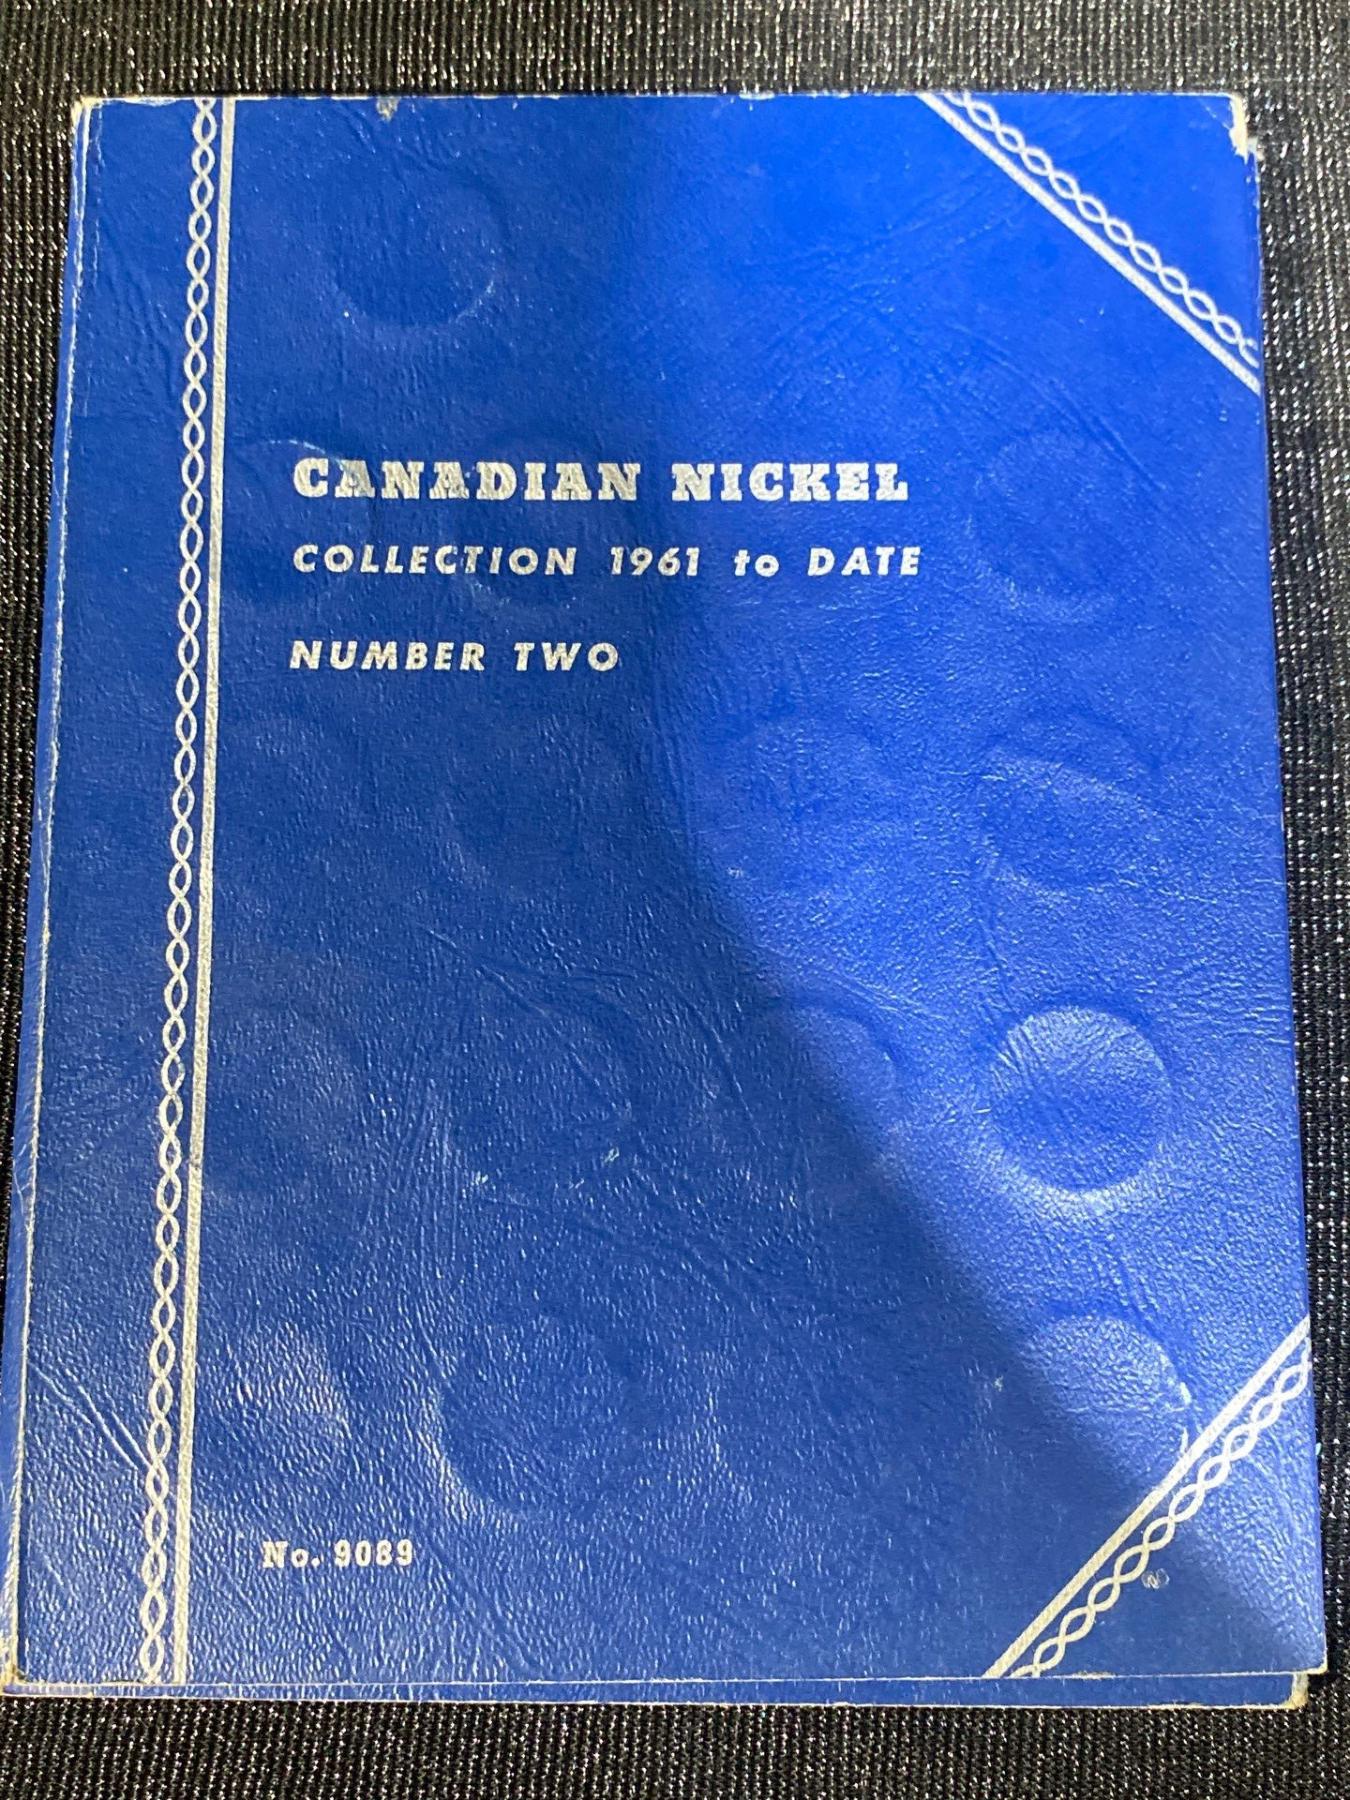 CANADIAN NICKEL
COLLECTION 1961 to DATE
NUMBER TWO
No. 9089